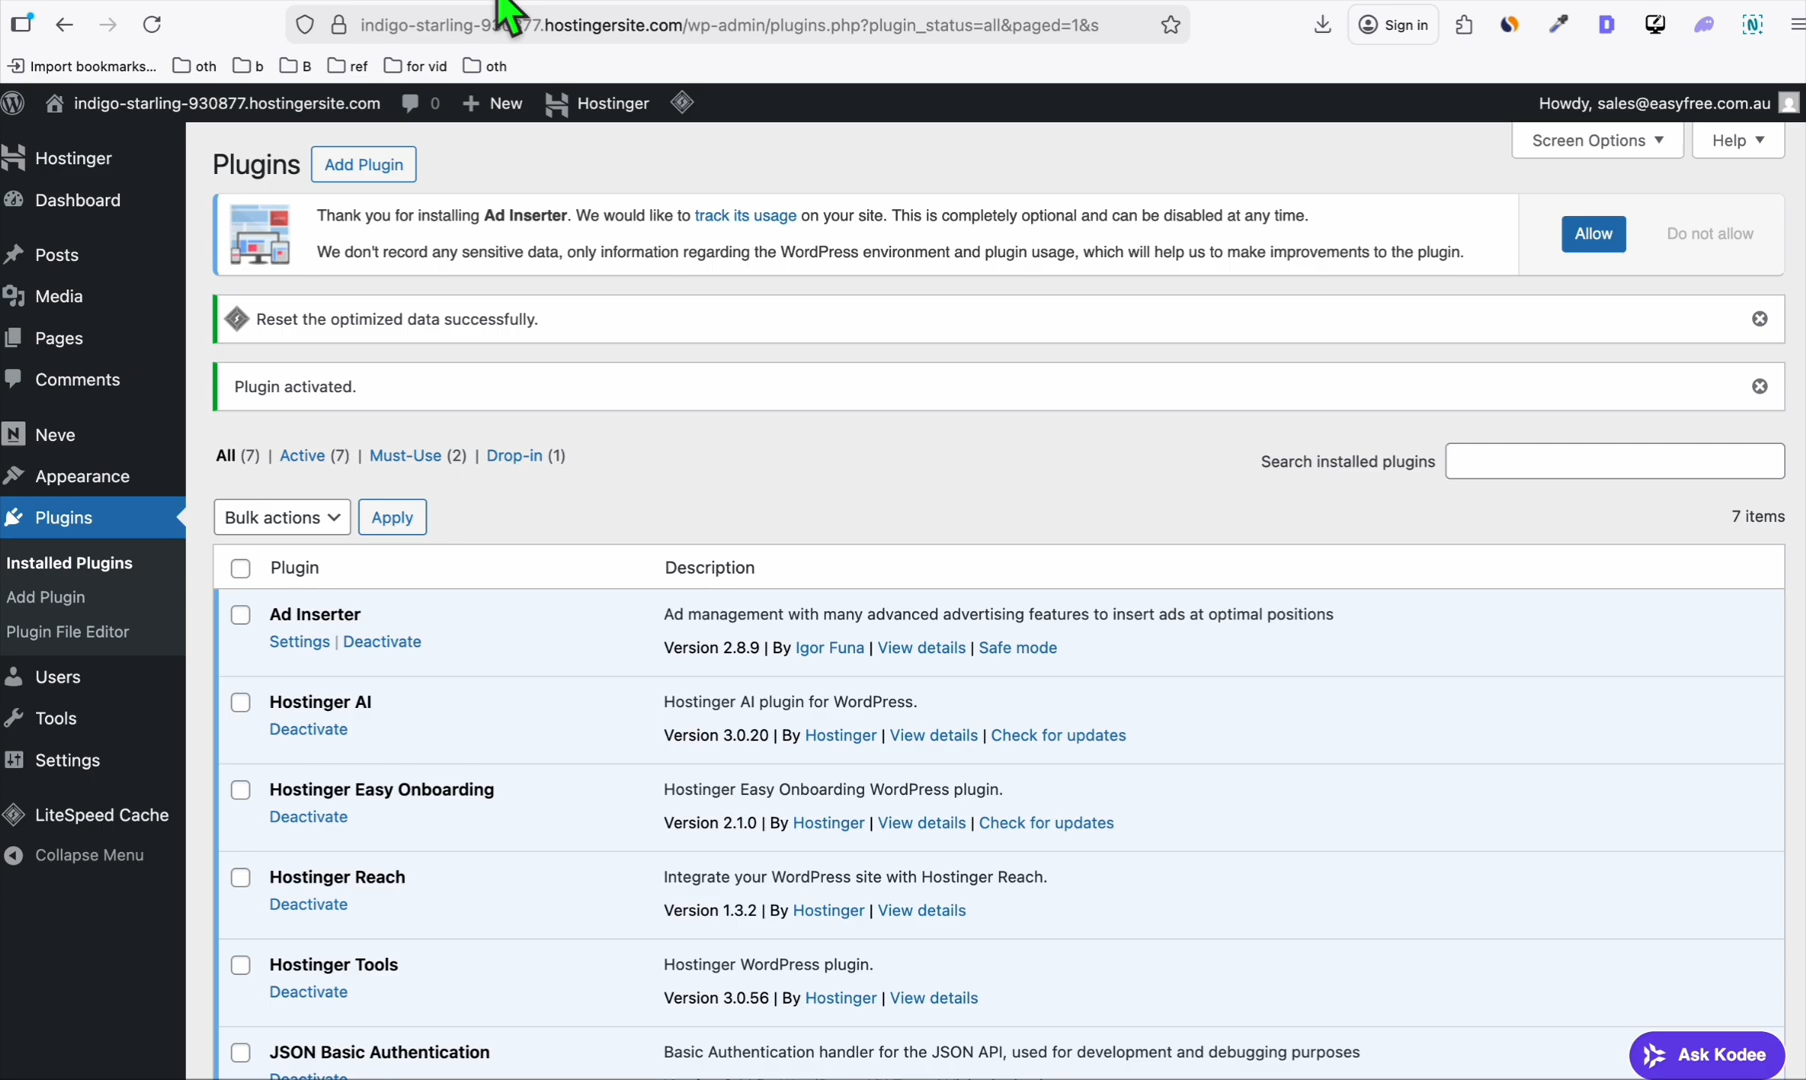 indigo-starling-930877.hostingersite.com/wp-admin/plugins.php?plugin_status=all&paged=1&s
Sign in
Import bookmarks...
oth
b
B
ref
for vid
oth
indigo-starling-930877.hostingersite.com
0
New
Hostinger
Howdy, sales@easyfree.com.au
Hostinger
Dashboard
Posts
Media
Pages
Comments
Neve
Appearance
Plugins
Installed Plugins
Add Plugin
Plugin File Editor
Users
Tools
Settings
LiteSpeed Cache
Collapse Menu
Screen Options
Help
Plugins
Add Plugin
Thank you for installing Ad Inserter. We would like to track its usage on your site. This is completely optional and can be disabled at any time.
We don't record any sensitive data, only information regarding the WordPress environment and plugin usage, which will help us to make improvements to the plugin.
Allow
Do not allow
Reset the optimized data successfully.
Plugin activated.
All (7) | Active (7) | Must-Use (2) | Drop-in (1)
Search installed plugins
Bulk actions
Apply
7 items
Plugin
Description
Ad Inserter
Settings | Deactivate
Ad management with many advanced advertising features to insert ads at optimal positions
Version 2.8.9 | By Igor Funa | View details | Safe mode
Hostinger AI
Deactivate
Hostinger AI plugin for WordPress.
Version 3.0.20 | By Hostinger | View details | Check for updates
Hostinger Easy Onboarding
Deactivate
Hostinger Easy Onboarding WordPress plugin.
Version 2.1.0 | By Hostinger | View details | Check for updates
Hostinger Reach
Deactivate
Integrate your WordPress site with Hostinger Reach.
Version 1.3.2 | By Hostinger | View details
Hostinger Tools
Deactivate
Hostinger WordPress plugin.
Version 3.0.56 | By Hostinger | View details
JSON Basic Authentication
Deactivate
Basic Authentication handler for the JSON API, used for development and debugging purposes
Ask Kodee